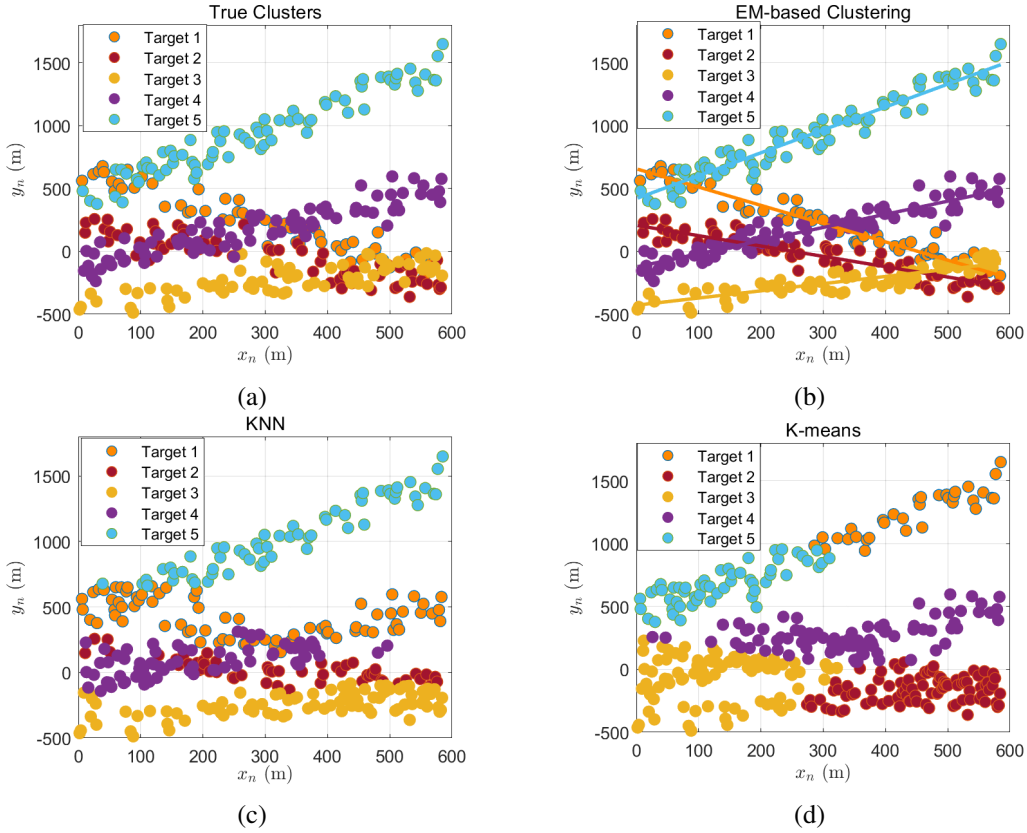 True Clusters
Target 1
Target 2
Target 3
Target 4
Target 5
1500
1000
500
0
-500
yₙ (m)
0 100 200 300 400 500 600
xₙ (m)
(a)
EM-based Clustering
Target 1
Target 2
Target 3
Target 4
Target 5
1500
1000
500
0
-500
yₙ (m)
0 100 200 300 400 500 600
xₙ (m)
(b)
KNN
Target 1
Target 2
Target 3
Target 4
Target 5
1500
1000
500
0
-500
yₙ (m)
0 100 200 300 400 500 600
xₙ (m)
(c)
K-means
Target 1
Target 2
Target 3
Target 4
Target 5
1500
1000
500
0
-500
yₙ (m)
0 100 200 300 400 500 600
xₙ (m)
(d)